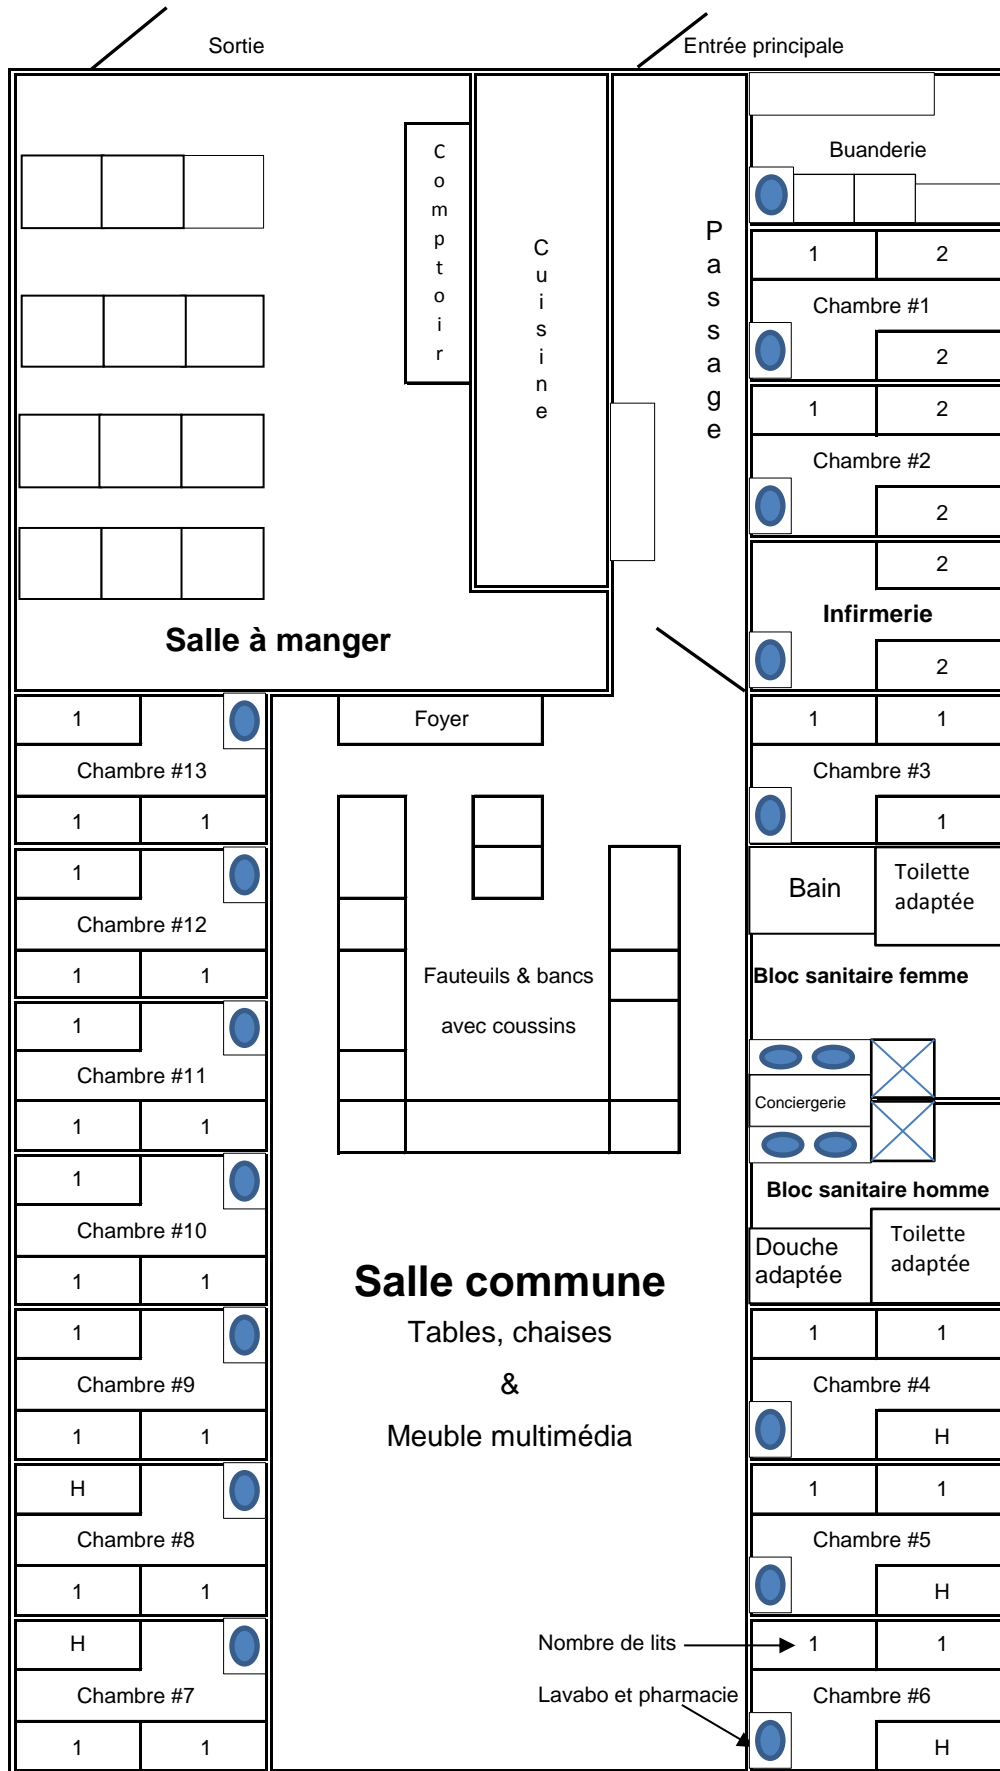 Sortie
Entrée principale
Comptoir
Cuisine
Passage
Buanderie
1 2
Chambre #1
2
1 2
Chambre #2
2
2
Infirmerie
2
Salle à manger
1
Chambre #13
1 1
1
Chambre #12
1 1
1
Chambre #11
1 1
1
Chambre #10
1 1
1
Chambre #9
1 1
H
Chambre #8
1 1
H
Chambre #7
1 1
Foyer
Fauteuils & bancs
avec coussins
Salle commune
Tables, chaises
&
Meuble multimédia
Nombre de lits
Lavabo et pharmacie
1 1
Chambre #3
1
Bain
Toilette
adaptée
Bloc sanitaire femme
Conciergerie
Bloc sanitaire homme
Douche
adaptée
Toilette
adaptée
1 1
Chambre #4
H
1 1
Chambre #5
H
1 1
Chambre #6
H